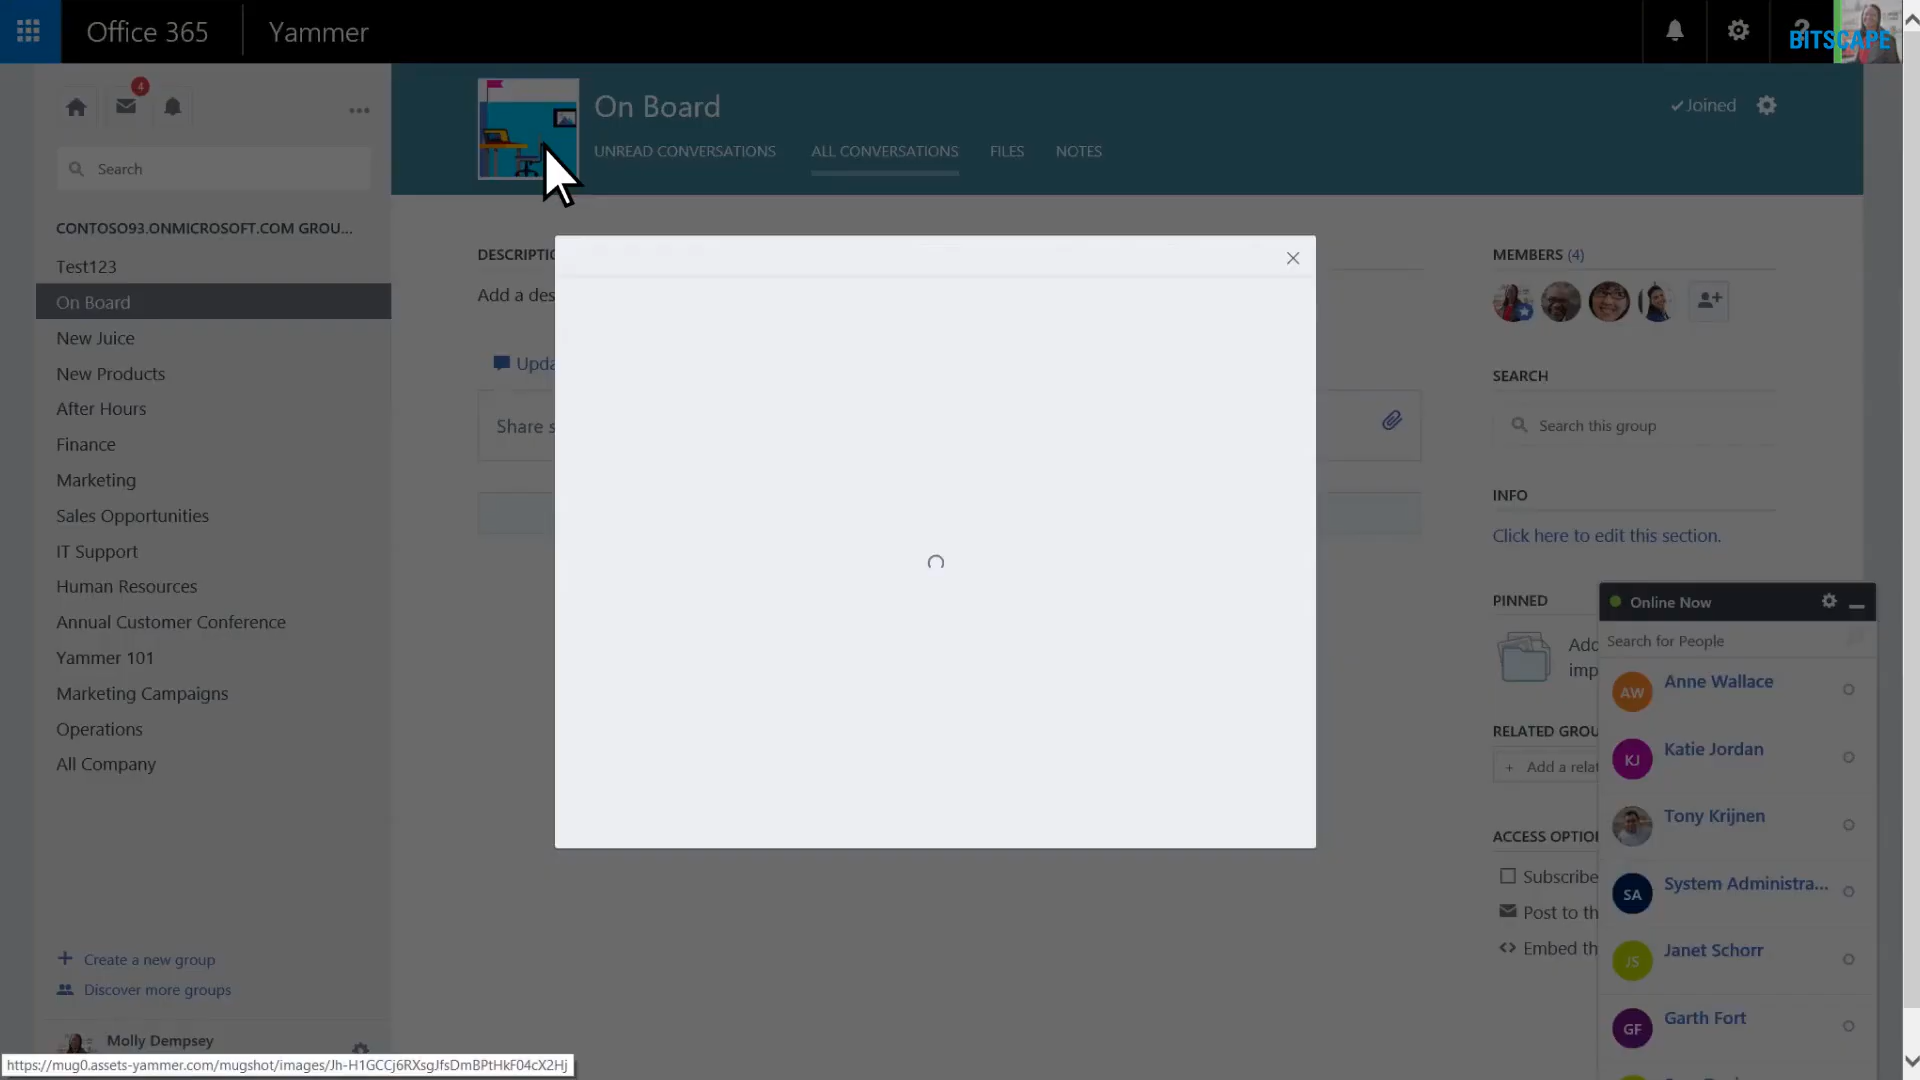 Office 365
Yammer
?
BITSCAPE
4
On Board
Joined
UNREAD CONVERSATIONS
ALL CONVERSATIONS
FILES
NOTES
Search
CONTOSO93.ONMICROSOFT.COM GROU...
Test123
On Board
New Juice
New Products
After Hours
Finance
Marketing
Sales Opportunities
IT Support
Human Resources
Annual Customer Conference
Yammer 101
Marketing Campaigns
Operations
All Company
+ Create a new group
Discover more groups
Molly Dempsey
https://mug0.assets-yammer.com/mugshot/images/Jh-H1GCCj6RXsgJfsDmBPtHkF04cX2Hj
DESCRIPTIO
Add a des
Upda
Share s
MEMBERS (4)
SEARCH
Search this group
INFO
Click here to edit this section.
PINNED
Add
imp
RELATED GROU
+ Add a relat
ACCESS OPTIO
Subscribe
Post to th
Embed th
Online Now
Search for People
AW Anne Wallace
KJ Katie Jordan
Tony Krijnen
SA System Administra...
JS Janet Schorr
GF Garth Fort